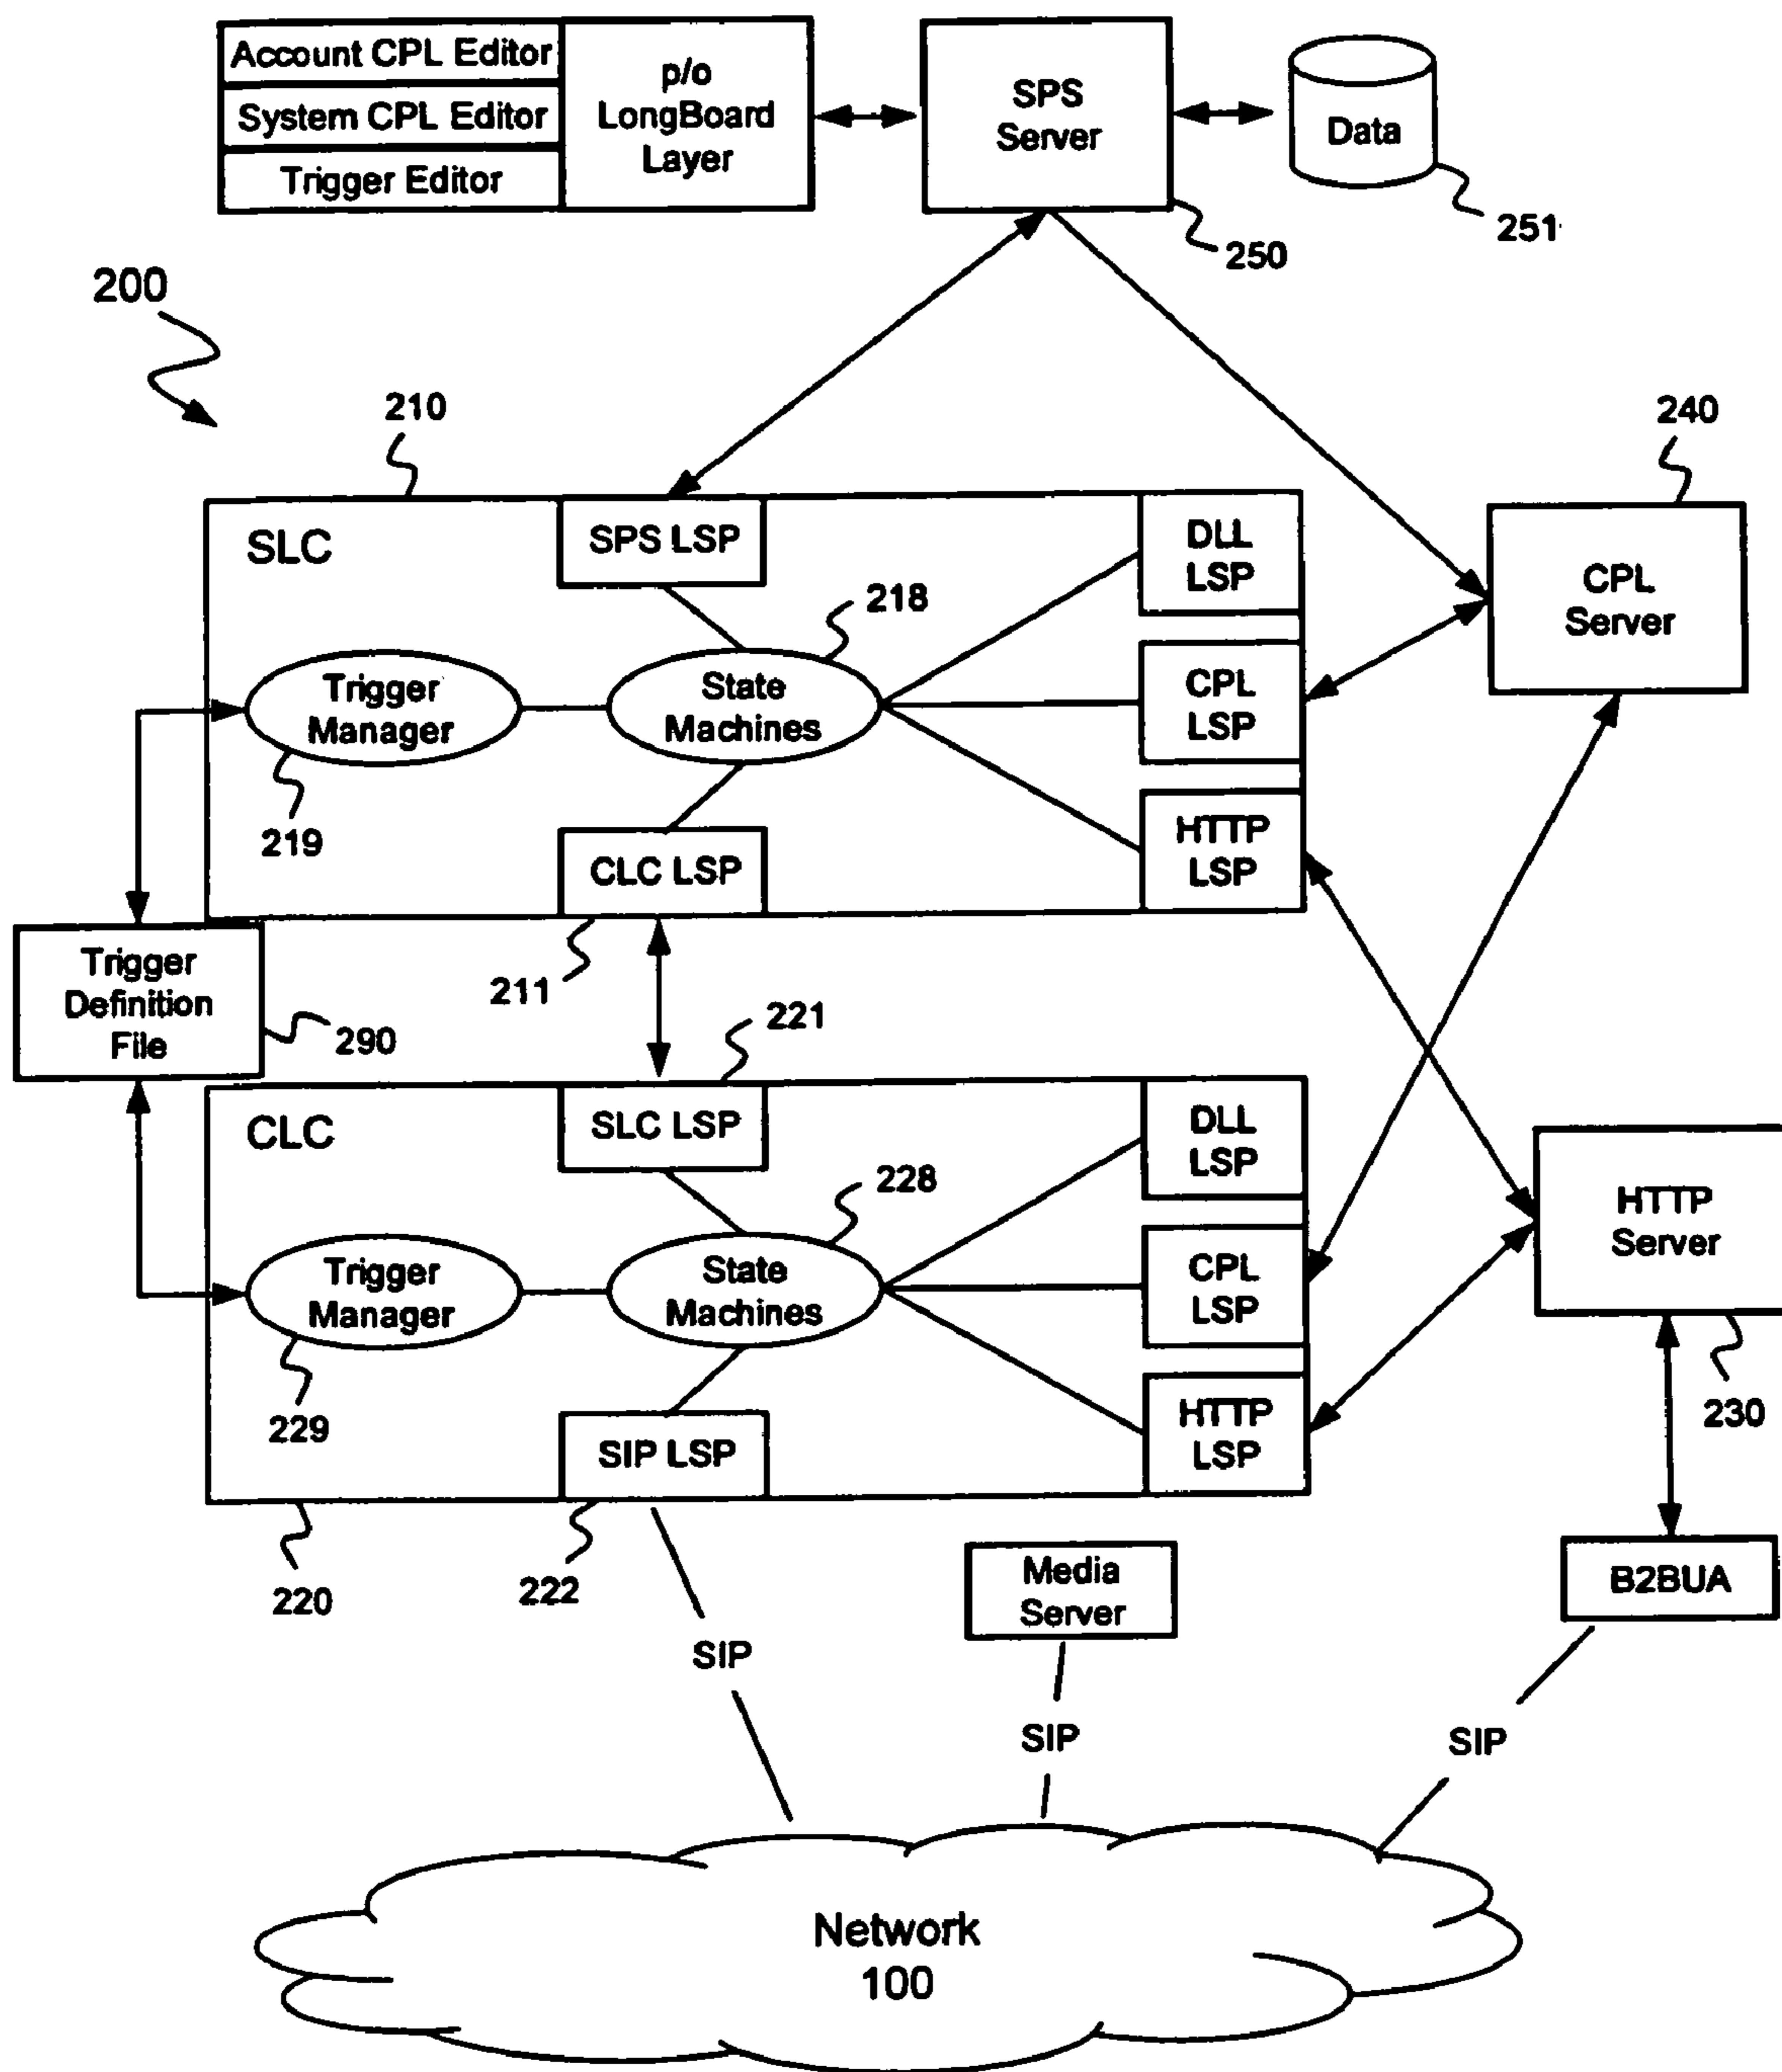 Account CPL Editor
System CPL Editor
Trigger Editor
p/o
LongBoard
Layer
SPS
Server
Data
251
250
200
210
240
SLC
SPS LSP
DLL
LSP
CPL
Server
218
Trigger
Manager
State
Machines
CPL
LSP
219
CLC LSP
HTTP
LSP
Trigger
Definition
File
211
290
221
CLC
SLC LSP
DLL
LSP
228
HTTP
Server
Trigger
Manager
State
Machines
CPL
LSP
229
SIP LSP
HTTP
LSP
230
220
222
Media
Server
B2BUA
SIP
SIP
SIP
Network
100